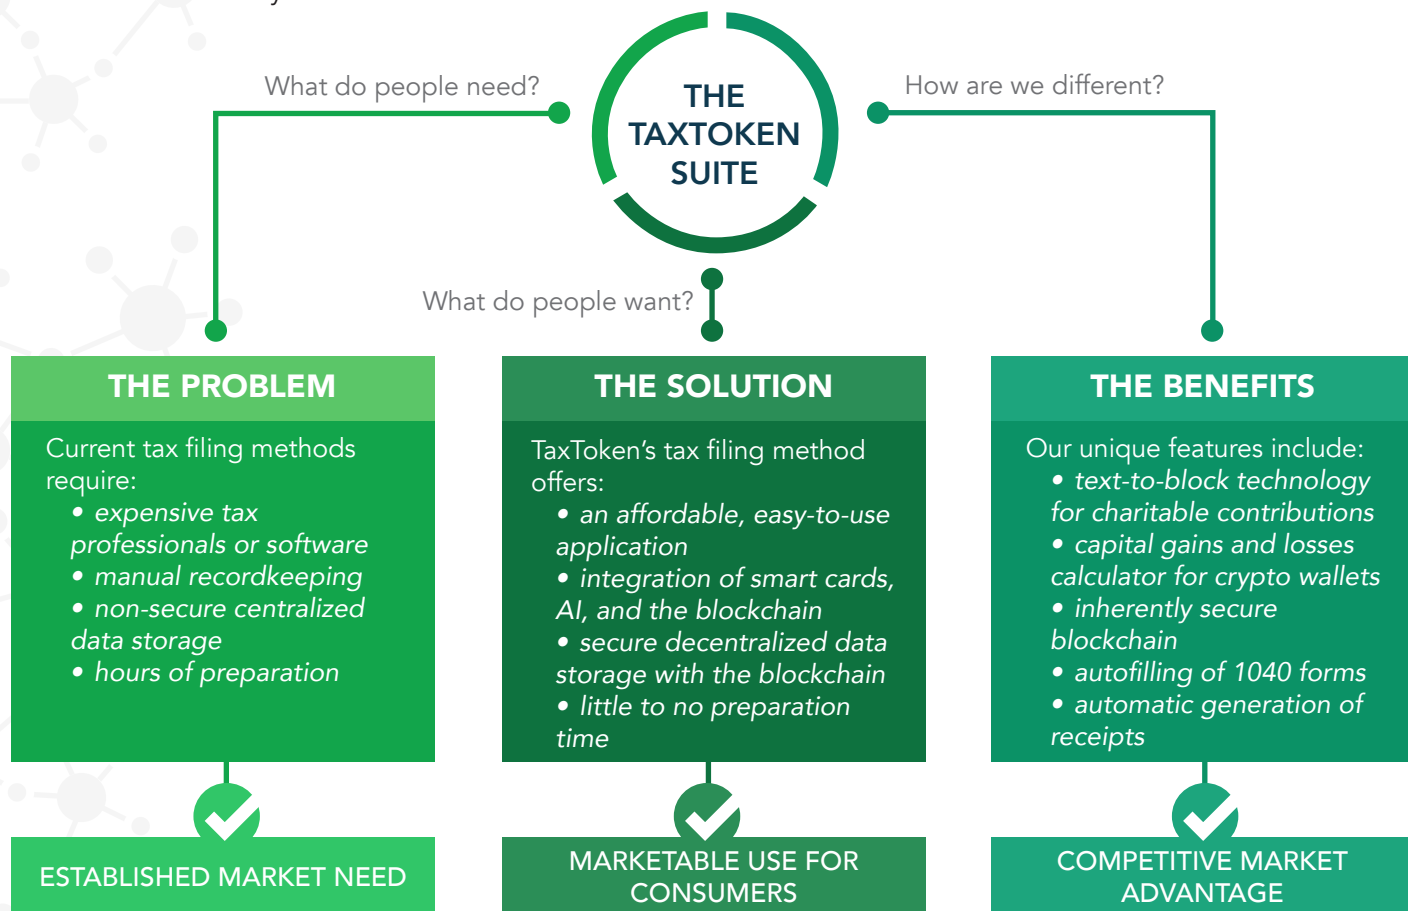 THE
TAXTOKEN
SUITE
What do people need?
How are we different?
What do people want?
THE PROBLEM
Current tax filing methods
require:
• expensive tax
professionals or software
• manual recordkeeping
• non-secure centralized
data storage
• hours of preparation
ESTABLISHED MARKET NEED
THE SOLUTION
TaxToken’s tax filing method
offers:
• an affordable, easy-to-use
application
• integration of smart cards,
AI, and the blockchain
• secure decentralized data
storage with the blockchain
• little to no preparation
time
MARKETABLE USE FOR
CONSUMERS
THE BENEFITS
Our unique features include:
• text-to-block technology
for charitable contributions
• capital gains and losses
calculator for crypto wallets
• inherently secure
blockchain
• autofilling of 1040 forms
• automatic generation of
receipts
COMPETITIVE MARKET
ADVANTAGE